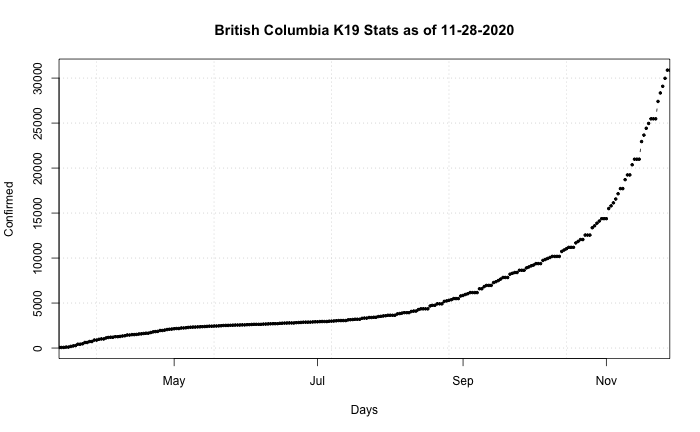 British Columbia K19 Stats as of 11-28-2020
Confirmed
30000
25000
20000
15000
10000
5000
0
May Jul Sep Nov
Days